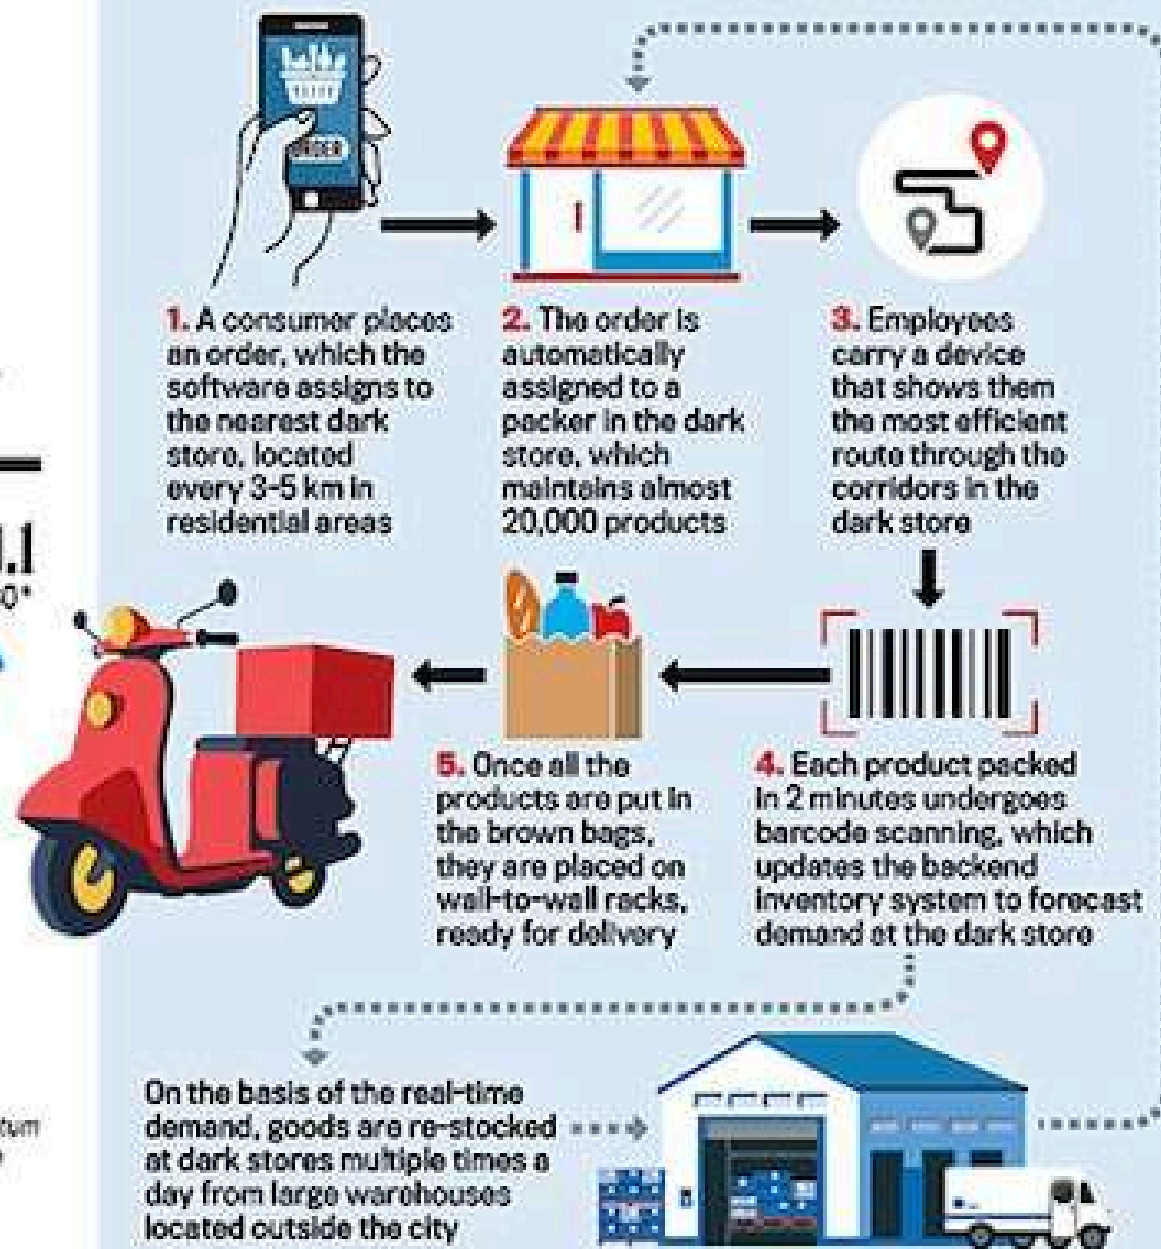 ORDER
1. A consumer places
an order, which the
software assigns to
the nearest dark
store, located
every 3-5 km in
residential areas
2. The order is
automatically
assigned to a
packer in the dark
store, which
maintains almost
20,000 products
3. Employees
carry a device
that shows them
the most efficient
route through the
corridors in the
dark store
4. Each product packed
in 2 minutes undergoes
barcode scanning, which
updates the backend
inventory system to forecast
demand at the dark store
5. Once all the
products are put in
the brown bags,
they are placed on
wall-to-wall racks,
ready for delivery
On the basis of the real-time
demand, goods are re-stocked
at dark stores multiple times a
day from large warehouses
located outside the city